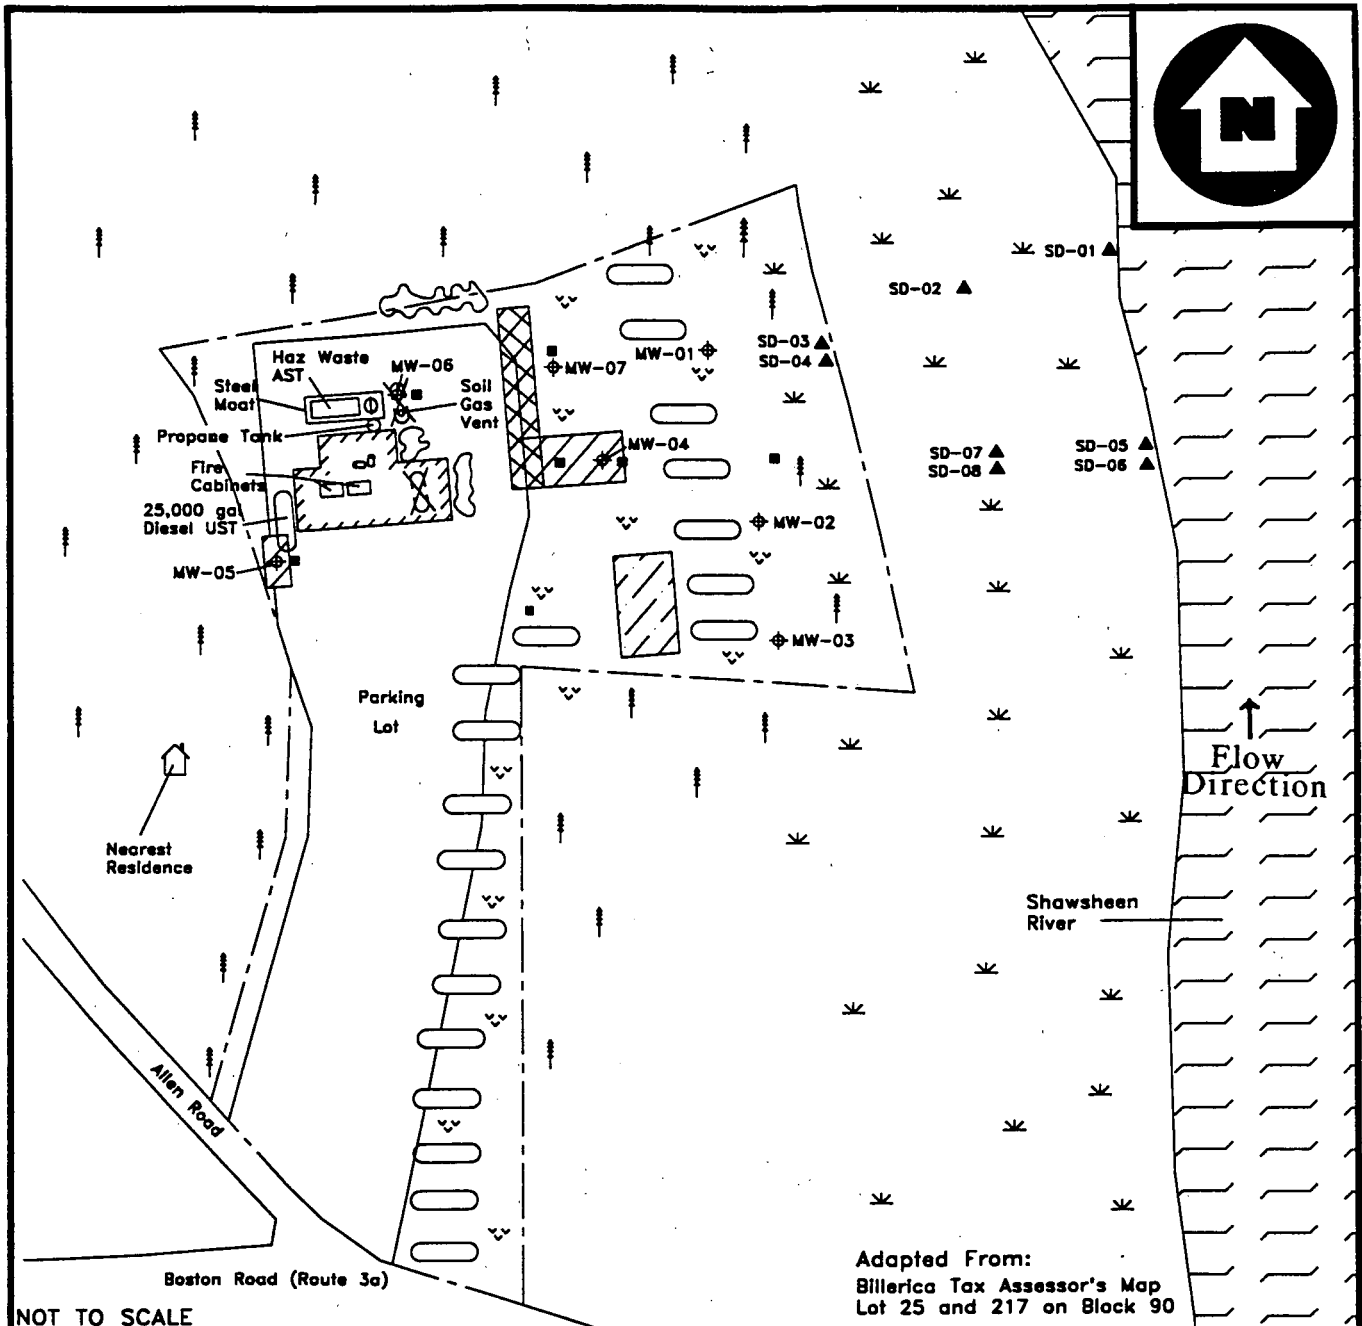 N
SD-01
SD-02
SD-03
SD-04
MW-01
Haz Waste
AST
MW-06
MW-07
Steel
Moat
Soil
Gas
Vent
Propane Tank
MW-04
SD-05
SD-06
SD-07
SD-08
Fire
Cabinets
25,000 gal
Diesel UST
MW-02
MW-05
MW-03
Parking
Lot
Flow
Direction
Nearest
Residence
Shawsheen
River
Allen Road
Adapted From:
Billerica Tax Assessor's Map
Lot 25 and 217 on Block 90
Boston Road (Route 3a)
NOT TO SCALE